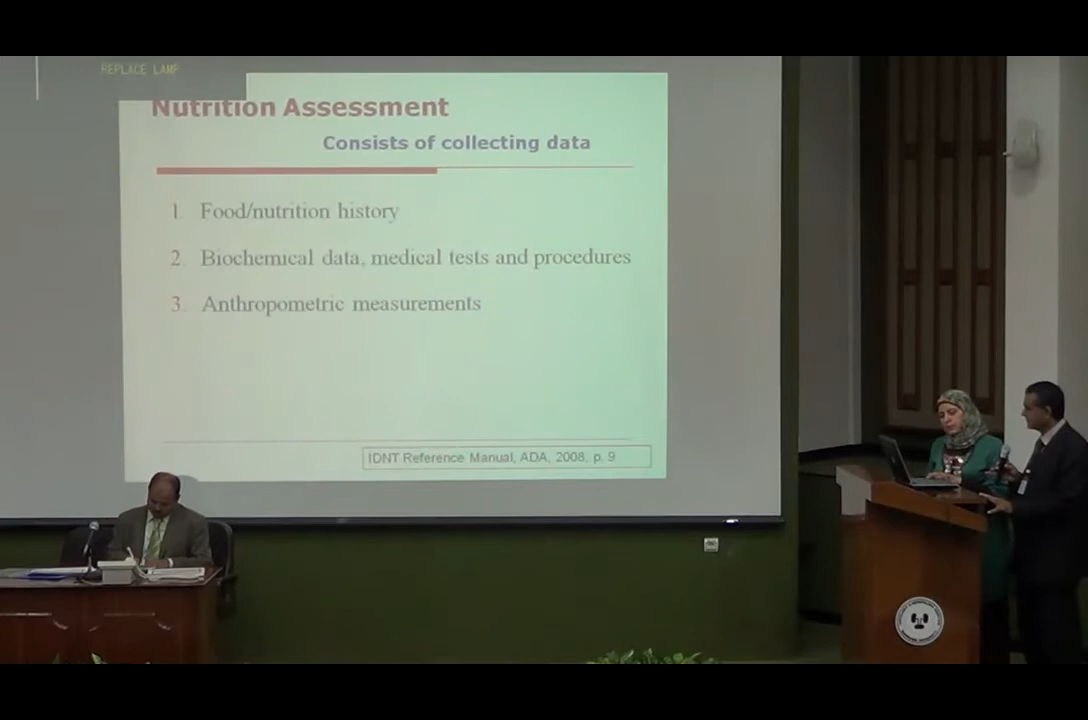 REPLACE LAMP
Nutrition Assessment
Consists of collecting data
1. Food/nutrition history
2. Biochemical data, medical tests and procedures
3. Anthropometric measurements
IDNT Reference Manual, ADA, 2008, p. 9